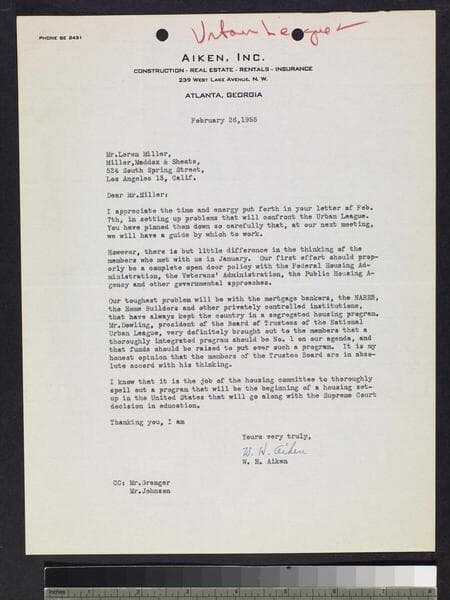 Urban League
PHONE SE 2431
AIKEN, INC.
CONSTRUCTION - REAL ESTATE - RENTALS - INSURANCE
239 WEST LAKE AVENUE, N. W.
ATLANTA, GEORGIA
February 26,1955
Mr.Loren Miller,
Miller,Maddox & Sheats,
524 South Spring Street,
Los Angeles 13, Calif.
Dear Mr.Miller:
I appreciate the time and energy put forth in your letter of Feb.
7th, in setting up problems that will confront the Urban League.
You have pinned them down so carefully that, at our next meeting,
we will have a guide by which to work.
However, there is but little difference in the thinking of the
members who met with us in January. Our first effort should prop-
erly be a complete open door policy with the Federal Housing Ad-
ministration, the Veterans' Administration, the Public Housing A-
gency and other governmental approaches.
Our toughest problem will be with the mortgage bankers, the NAREB,
the Home Builders and other privately controlled institutions,
that have always kept the country in a segregated housing program.
Mr.Dowling, president of the Board of Trustees of the National
Urban League, very definitely brought out to the members that a
thoroughly integrated program should be No. 1 on our agenda, and
that funds should be raised to put over such a program. It is my
honest opinion that the members of the Trustee Board are in abso-
lute accord with his thinking.
I know that it is the job of the housing committee to thoroughly
spell out a program that will be the beginning of a housing set-
up in the United States that will go along with the Supreme Court
decision in education.
Thanking you, I am
Yours very truly,
W. H. Aiken
W. H. Aiken
CC: Mr.Granger
Mr.Johnson
Inches 1 2 3 4 5 6 7 8